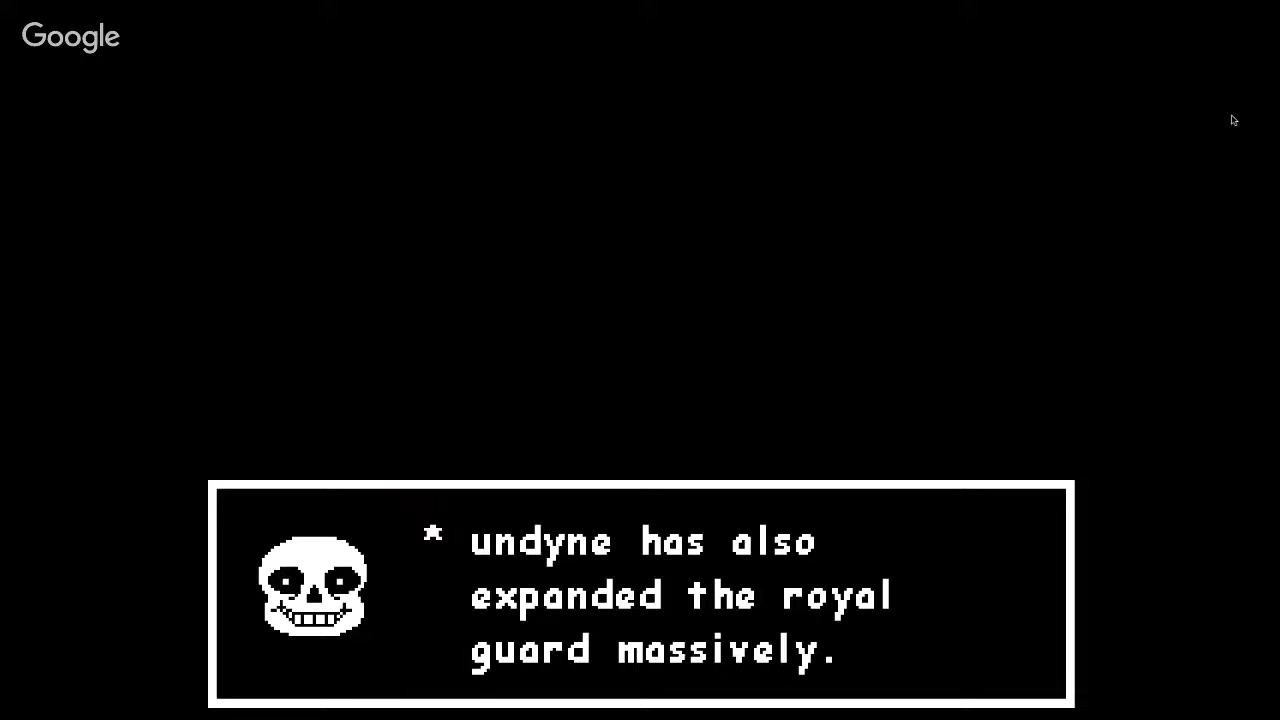 Google
* undyne has also
expanded the royal
guard massively.